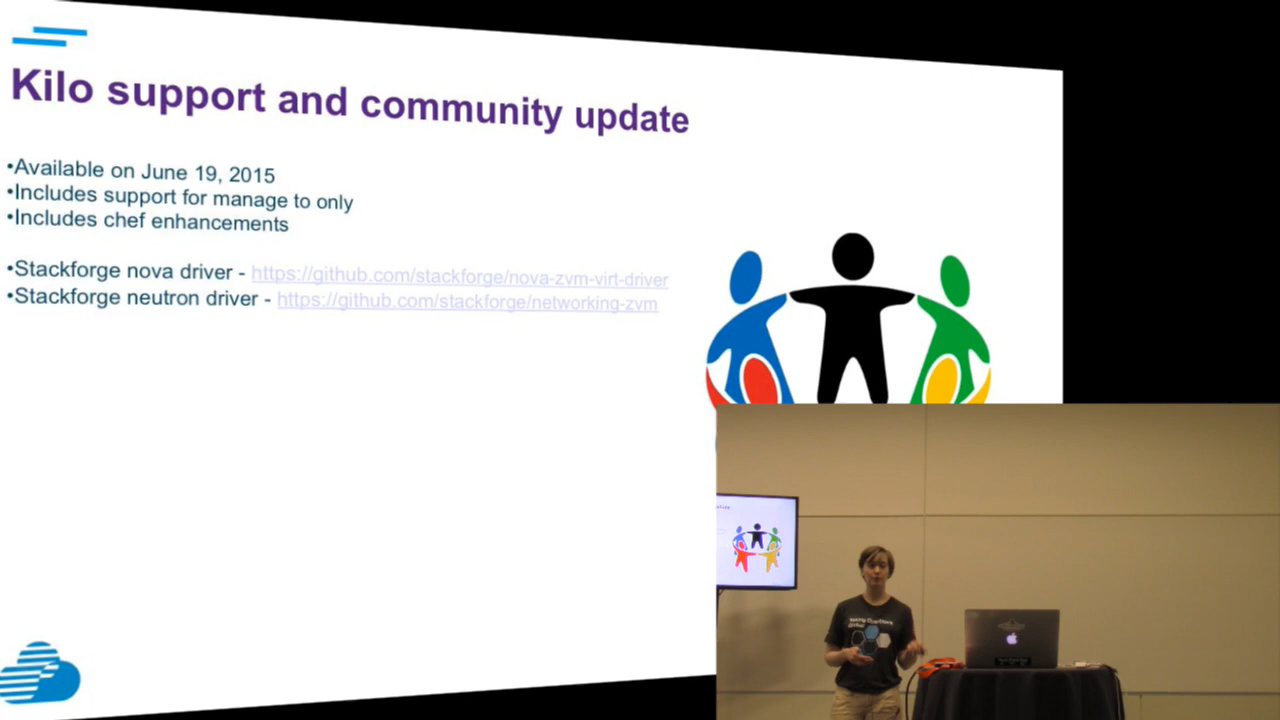 Kilo support and community update
•Available on June 19, 2015
•Includes support for manage to only
•Includes chef enhancements
•Stackforge nova driver - https://github.com/stackforge/nova-zvm-virt-driver
•Stackforge neutron driver - https://github.com/stackforge/networking-zvm